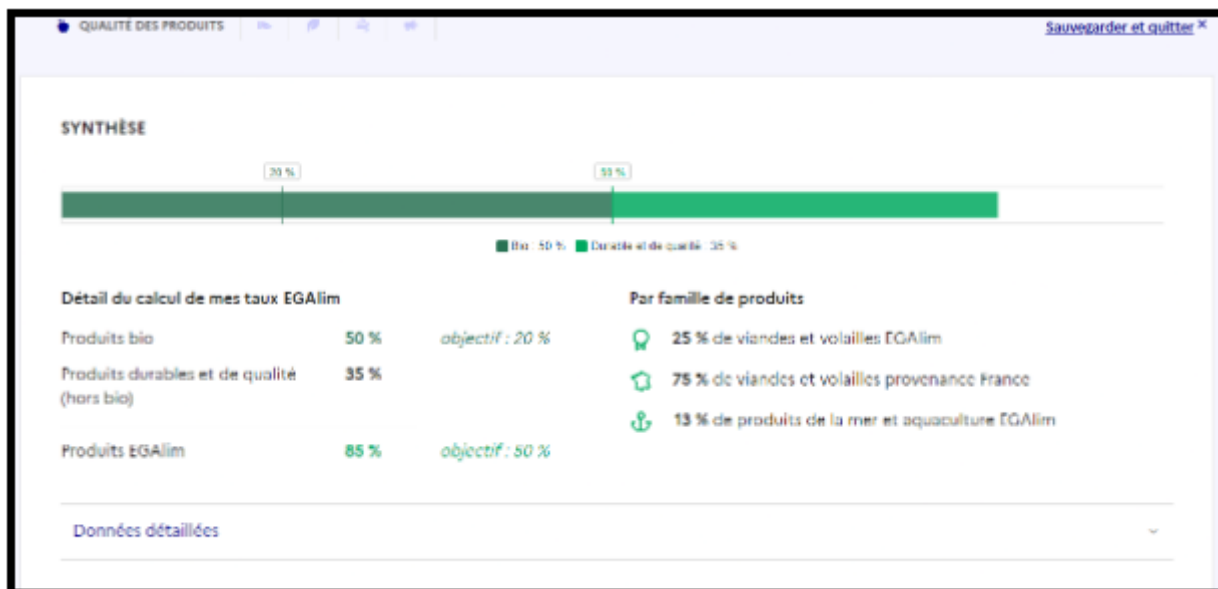 QUALITÉ DES PRODUITS
Sauvegarder et quitter ×
SYNTHÈSE
20 %
50 %
Bio : 50 % Durable et de qualité : 35 %
Détail du calcul de mes taux EGAlim
Produits bio 50 % objectif : 20 %
Produits durables et de qualité
(hors bio) 35 %
Produits EGAlim 85 % objectif : 50 %
Par famille de produits
25 % de viandes et volailles EGAlim
75 % de viandes et volailles provenance France
13 % de produits de la mer et aquaculture EGAlim
Données détaillées